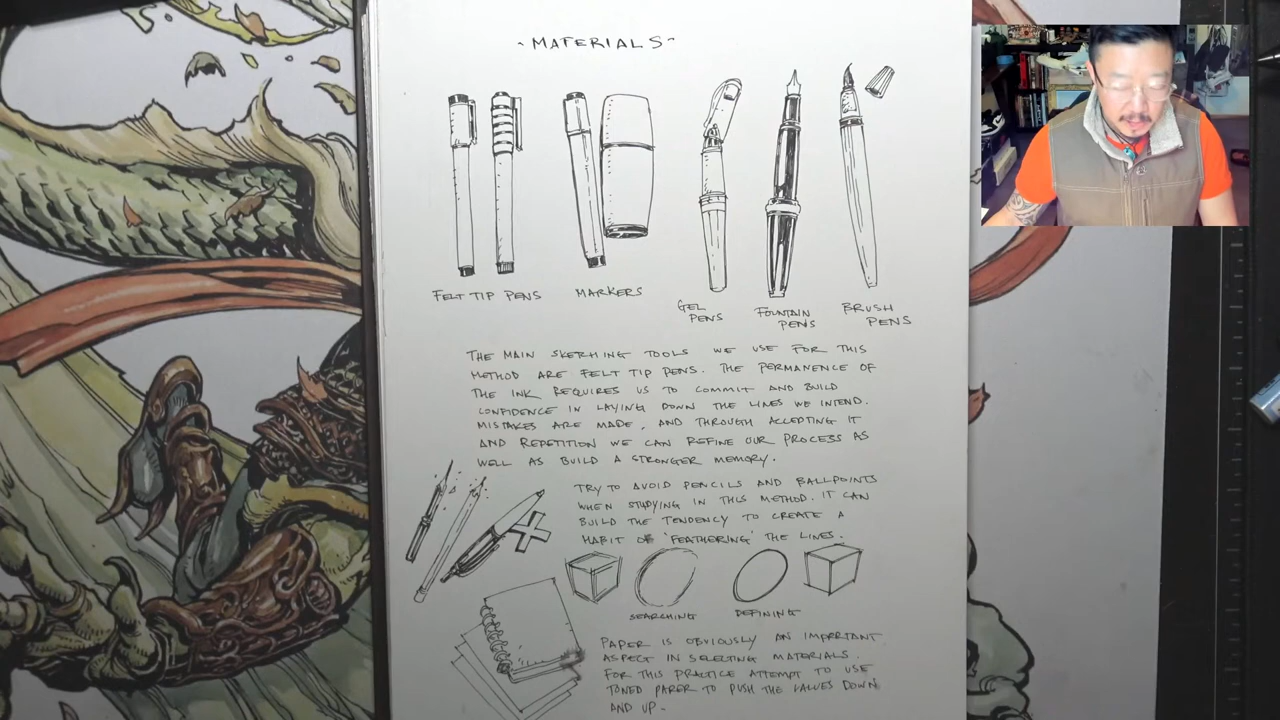 - MATERIALS -
FELT TIP PENS
MARKERS
GEL
PENS
FOUNTAIN
PENS
BRUSH
PENS
THE MAIN SKETCHING TOOLS WE USE FOR THIS
METHOD ARE FELT TIP PENS. THE PERMANENCE OF
THE INK REQUIRES US TO COMMIT AND BUILD
CONFIDENCE IN LAYING DOWN THE LINES WE INTEND.
MISTAKES ARE MADE, AND THROUGH ACCEPTING IT
AND REPETITION WE CAN REFINE OUR PROCESS AS
WELL AS BUILD A STRONGER MEMORY.
TRY TO AVOID PENCILS AND BALLPOINTS
WHEN STUDYING IN THIS METHOD. IT CAN
BUILD THE TENDENCY TO CREATE A
HABIT OF 'FEATHERING' THE LINES.
SEARCHING
DEFINING
PAPER IS OBVIOUSLY AN IMPORTANT
ASPECT IN SELECTING MATERIALS.
FOR THIS PRACTICE ATTEMPT TO USE
TONED PAPER TO PUSH THE VALUES DOWN
AND UP.